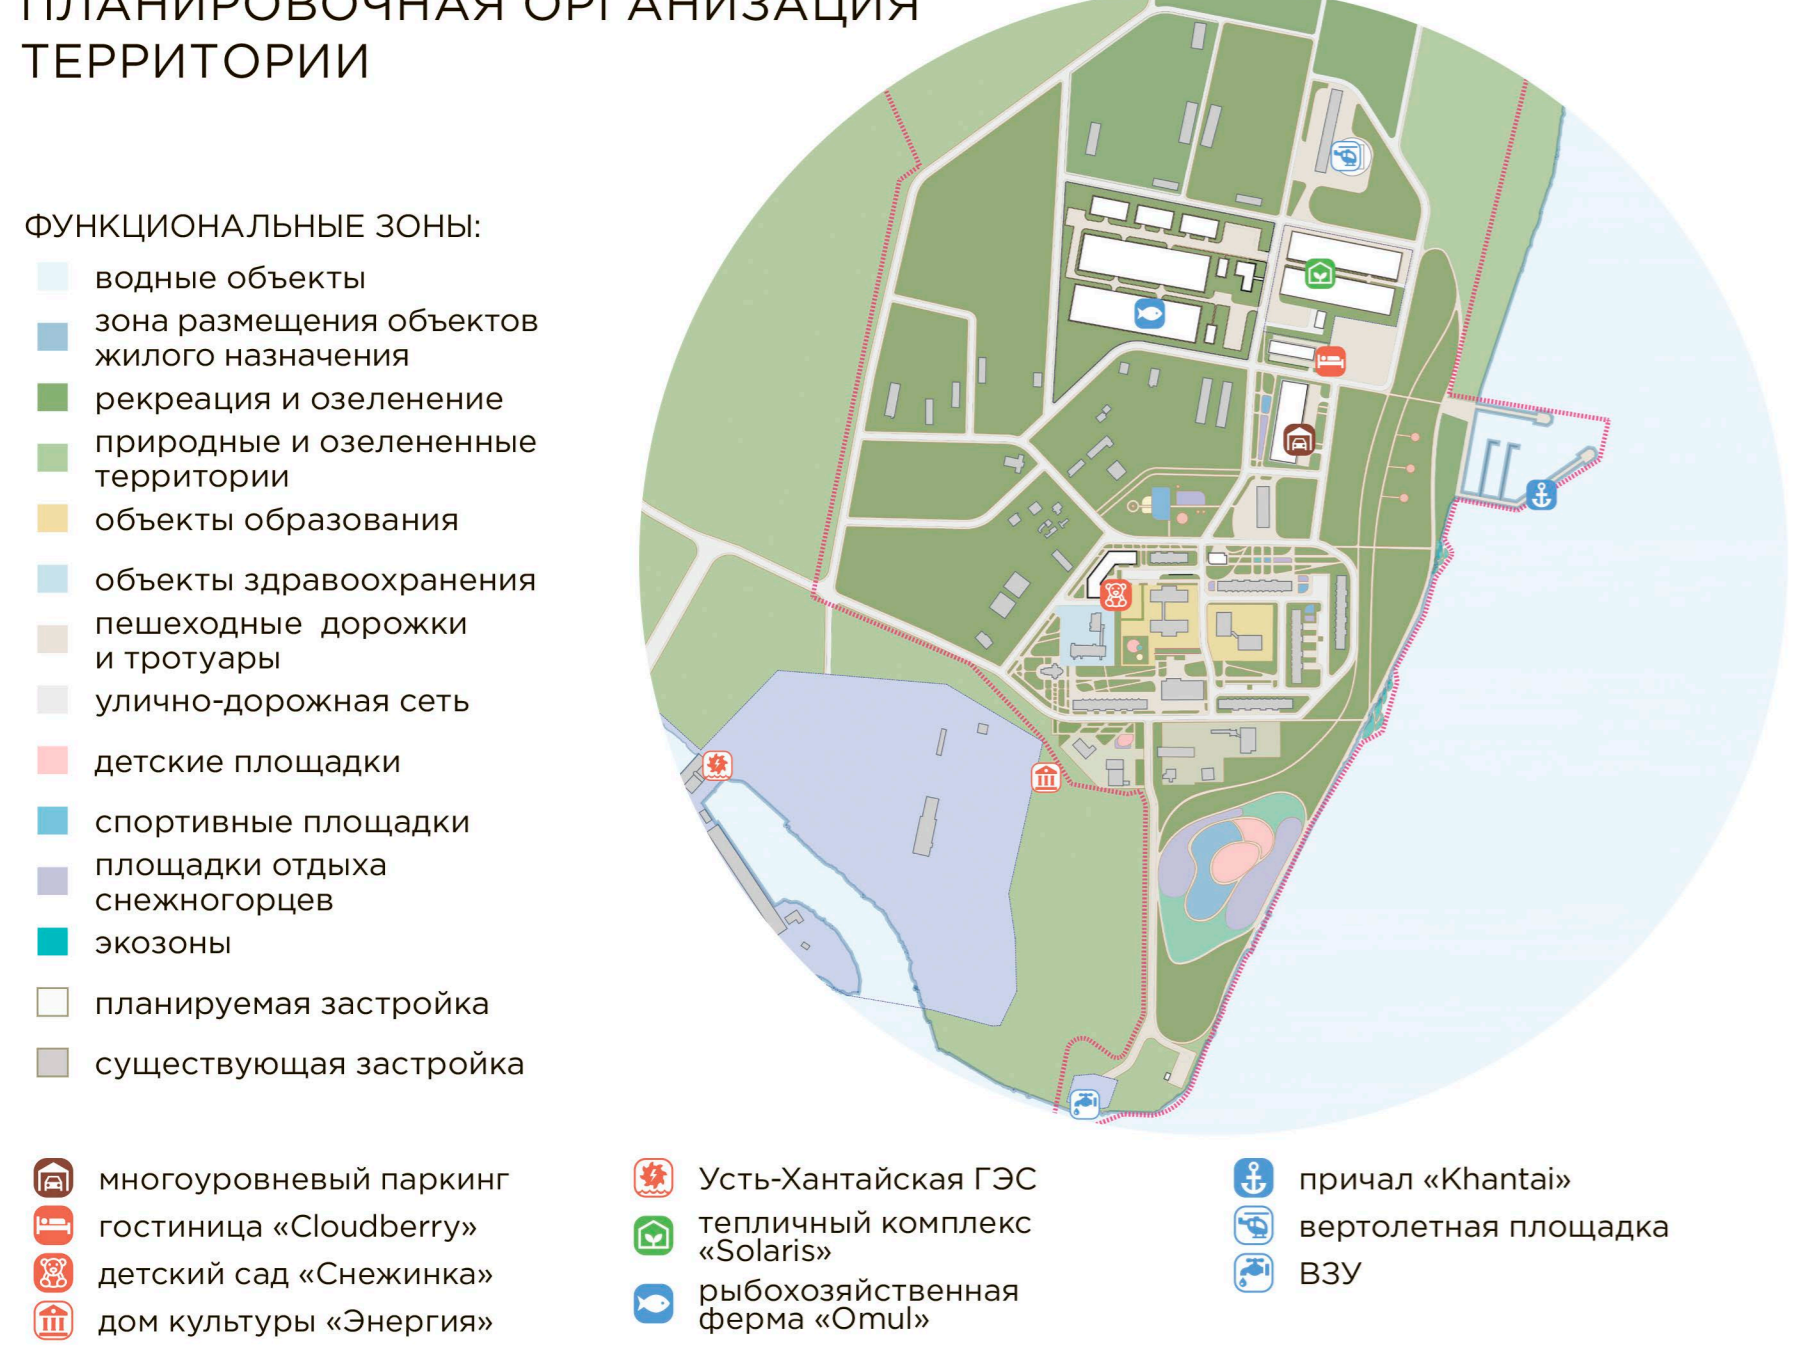 ПЛАНИРОВОЧНАЯ ОРГАНИЗАЦИЯ
ТЕРРИТОРИИ
ФУНКЦИОНАЛЬНЫЕ ЗОНЫ:
водные объекты
зона размещения объектов
жилого назначения
рекреация и озеленение
природные и озелененные
территории
объекты образования
объекты здравоохранения
пешеходные дорожки
и тротуары
улично-дорожная сеть
детские площадки
спортивные площадки
площадки отдыха
снежногорцев
экозоны
планируемая застройка
существующая застройка
многоуровневый паркинг
гостиница «Cloudberry»
детский сад «Снежинка»
дом культуры «Энергия»
Усть-Хантайская ГЭС
тепличный комплекс
«Solaris»
рыбохозяйственная
ферма «Omul»
причал «Khantai»
вертолетная площадка
ВЗУ